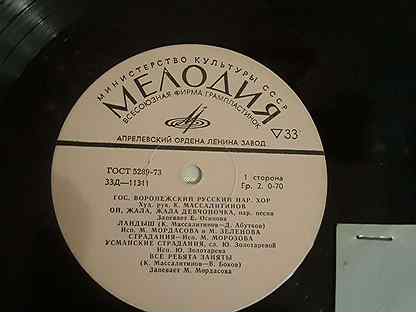 МИНИСТЕРСТВО КУЛЬТУРЫ СССР
МЕЛОДИЯ
ВСЕСОЮЗНАЯ ФИРМА ГРАМПЛАСТИНОК
33
АПРЕЛЕВСКИЙ ОРДЕНА ЛЕНИНА ЗАВОД
ГОСТ 5289-73
33Д—11341
1 сторона
Гр. 2. 0-70
ГОС. ВОРОНЕЖСКИЙ РУССКИЙ НАР. ХОР
Худ. рук. К. МАССАЛИТИНОВ
ОЙ, ЖАЛА, ЖАЛА ДЕВЧОНОЧКА, нар. песня
Запевает Е. Осипова
ЛАНДЫШ (К. Массалитинов—Д. Абутков)
Исп. М. МОРДАСОВА и М. ЗЕЛЕНОВА
СТРАДАНИЯ—Исп. М. МОРОЗОВА
УСМАНСКИЕ СТРАДАНИЯ, сл. Ю. Золотаревой
Исп. Ю. Золотарева
ВСЕ РЕБЯТА ЗАНЯТЫ
(К. Массалитинов—В. Боков)
Запевает М. Мордасова